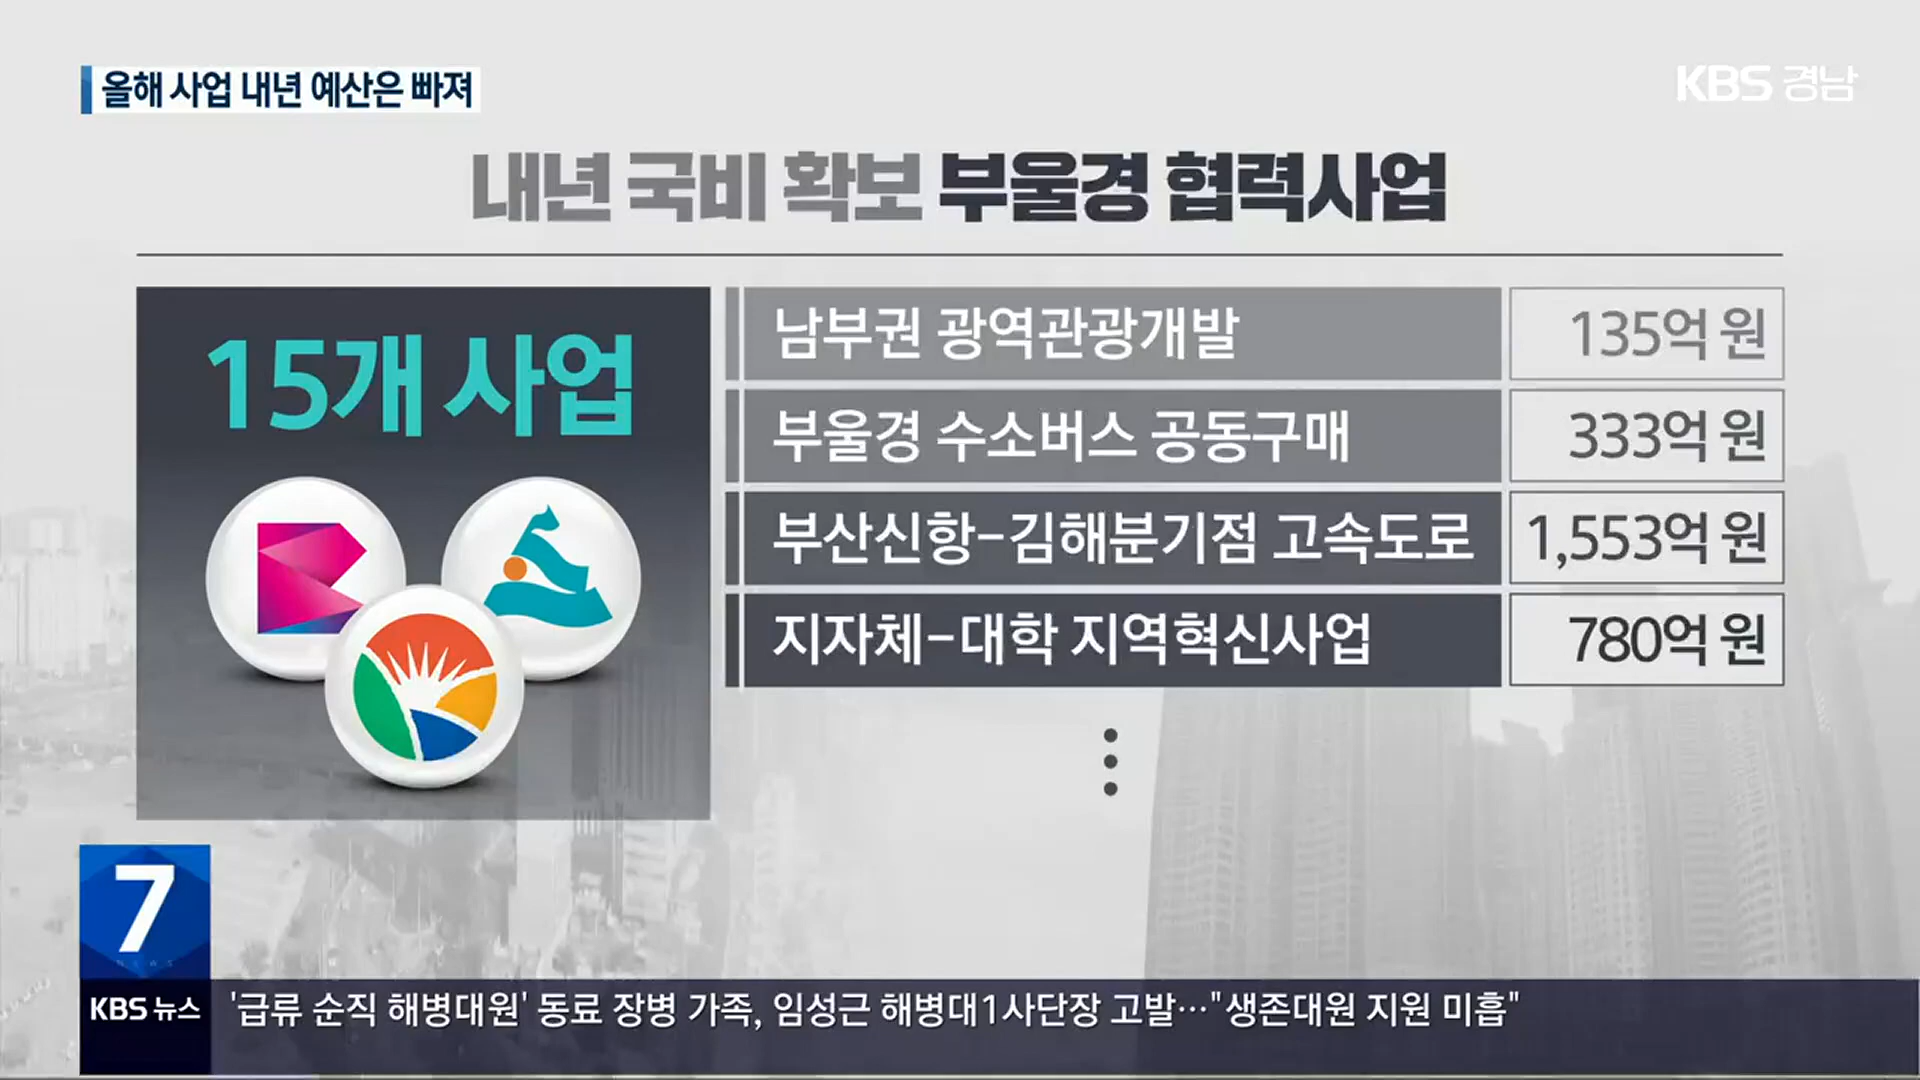 올해 사업 내년 예산은 빠져
KBS 경남
내년 국비 확보 부울경 협력사업
15개 사업
남부권 광역관광개발 135억 원
부울경 수소버스 공동구매 333억 원
부산신항-김해분기점 고속도로 1,553억 원
지자체-대학 지역혁신사업 780억 원
7
NEWS
KBS 뉴스 '급류 순직 해병대원' 동료 장병 가족, 임성근 해병대1사단장 고발…"생존대원 지원 미흡"